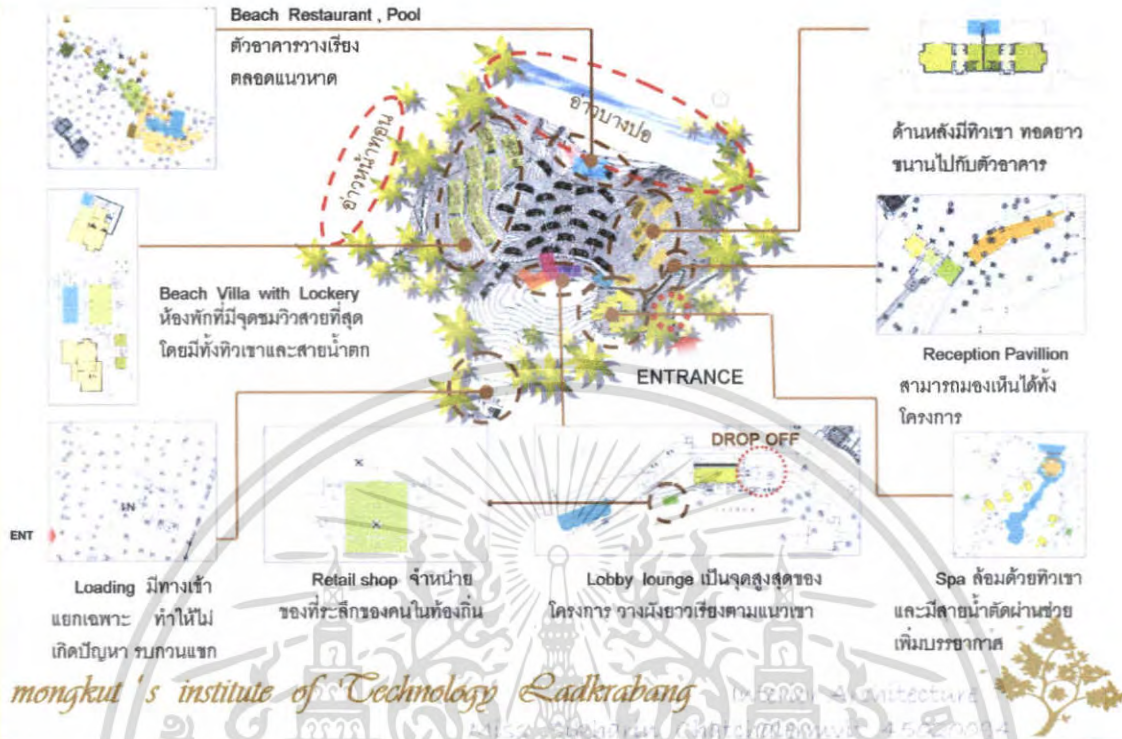 Beach Restaurant , Pool
ตัวอาคารวางเรียง
ตลอดแนวหาด
อ่าวหน้าทอน
อ่าวบางปอ
ด้านหลังมีทิวเขา ทอดยาว
ขนานไปกับตัวอาคาร
Beach Villa with Lockery
ห้องพักที่มีจุดชมวิวสวยที่สุด
โดยมีทั้งทิวเขาและสายน้ำตก
Reception Pavillion
สามารถมองเห็นได้ทั้ง
โครงการ
ENTRANCE
DROP OFF
ENT
IN
Loading มีทางเข้า
แยกเฉพาะ ทำให้ไม่
เกิดปัญหา รบกวนแขก
Retail shop จำหน่าย
ของที่ระลึกของคนในท้องถิ่น
Lobby lounge เป็นจุดสูงสุดของ
โครงการ วางผังยาวเรียงตามแนวเขา
Spa ล้อมด้วยทิวเขา
และมีสายน้ำตัดผ่านช่วย
เพิ่มบรรยากาศ
mongkut 's institute of Technology Ladkrabang
Interior Architecture
Miss